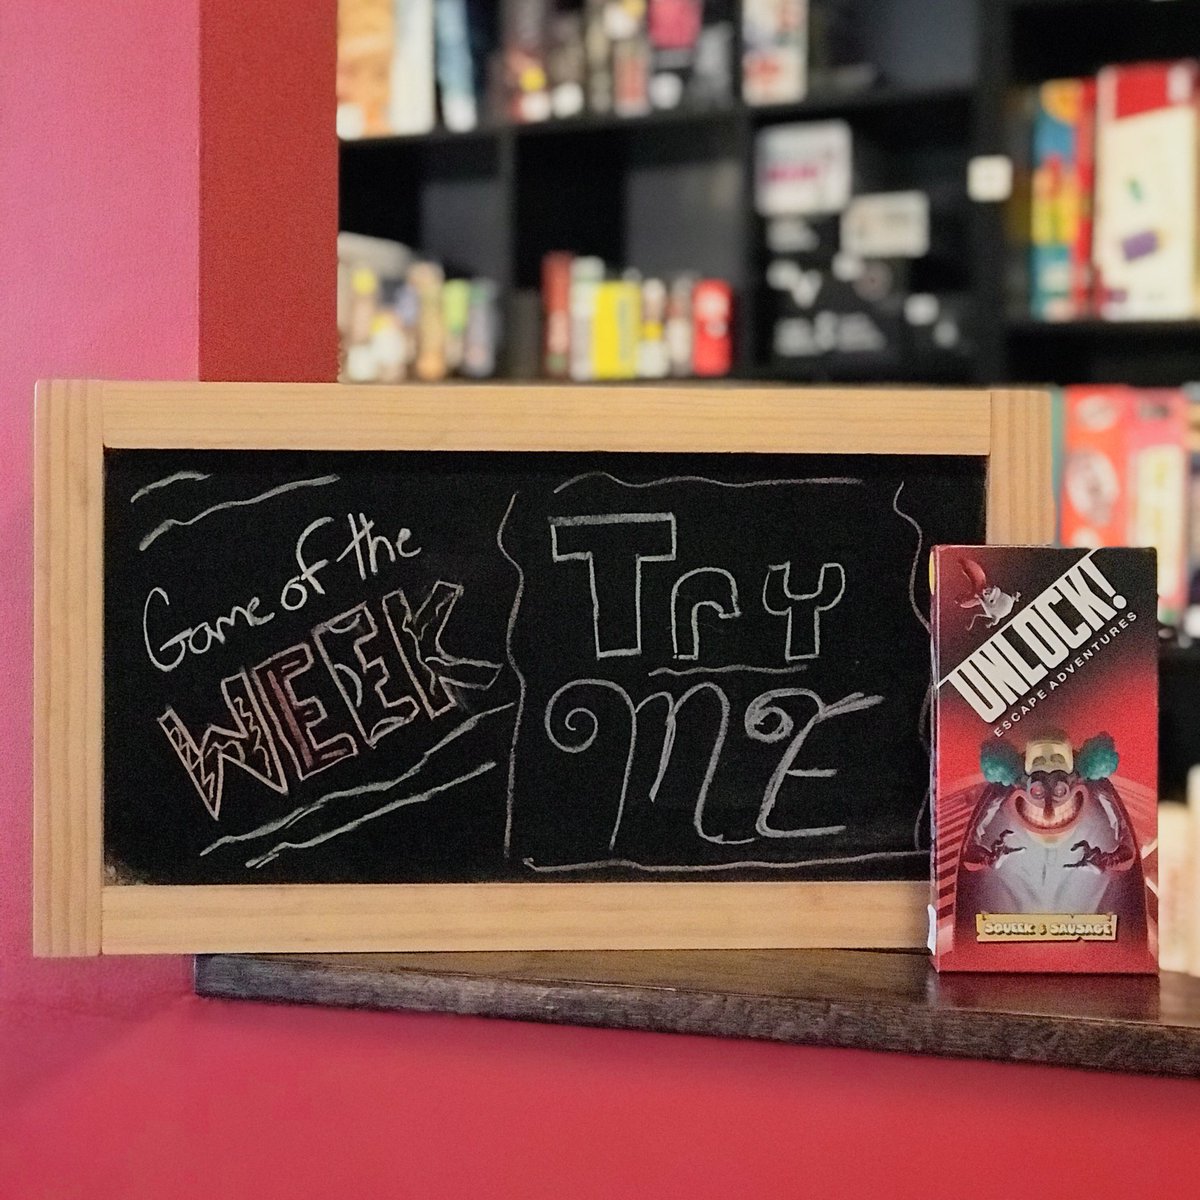 Game of the
WEEK
Try
ME
UNLOCK!
ESCAPE ADVENTURES
SQUEEK & SAUSAGE